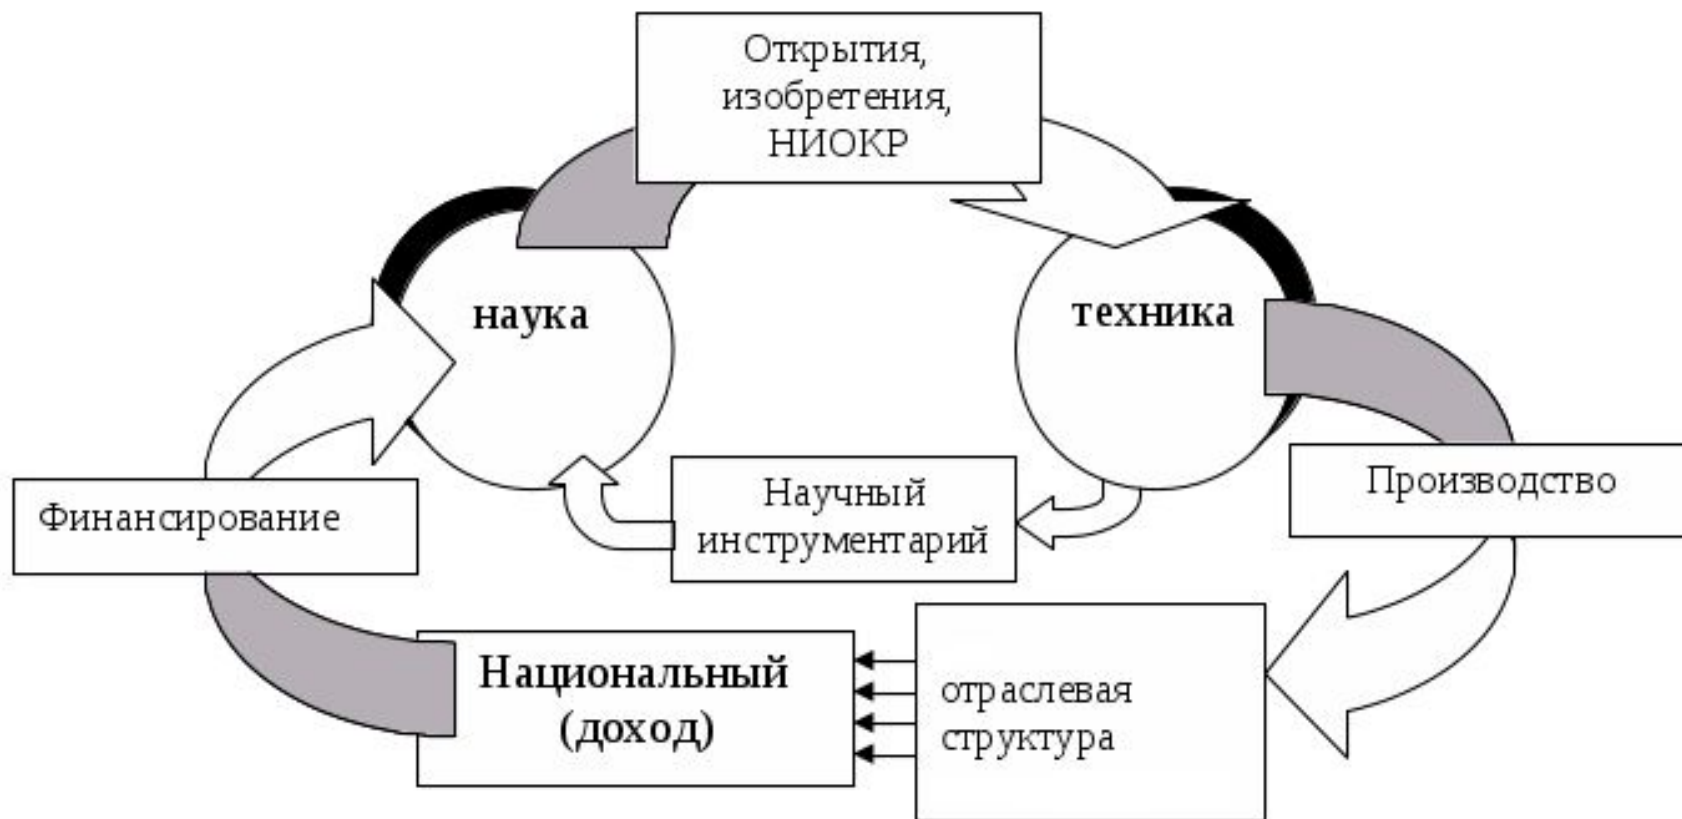 Открытия,
изобретения,
НИОКР
наука
техника
Научный
инструментарий
Производство
Финансирование
Национальный
(доход)
отраслевая
структура